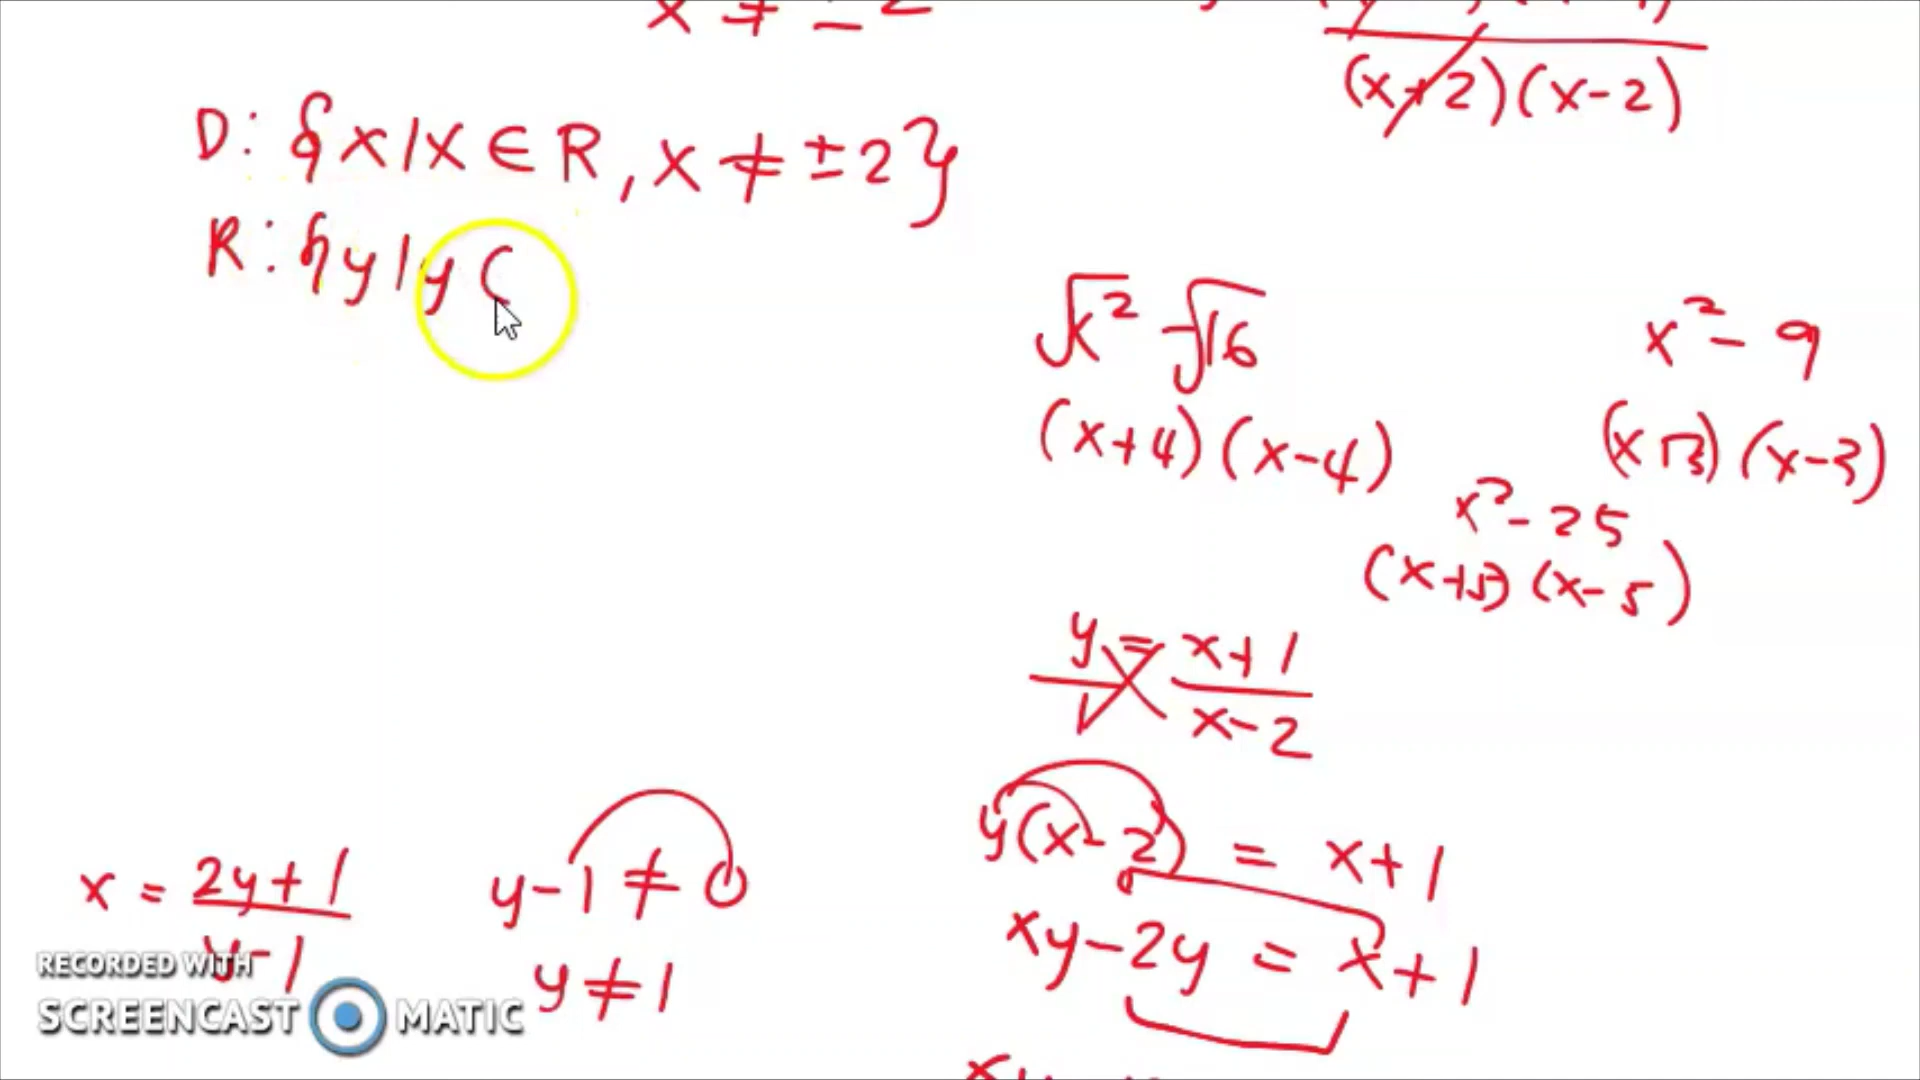 x ≠ ±2
(x+2)(x-2)
D: {x/x ∈ R, x ≠ ±2}
R: {y/y
√x² -√16
(x+4)(x-4)
x² - 9
(x+3)(x-3)
x² - 25
(x+5)(x-5)
y = x+1
1 x-2
y(x-2) = x+1
xy-2y = x+1
x = 2y+1
y-1
y-1 ≠ 0
y ≠ 1
RECORDED WITH
SCREENCAST MATIC